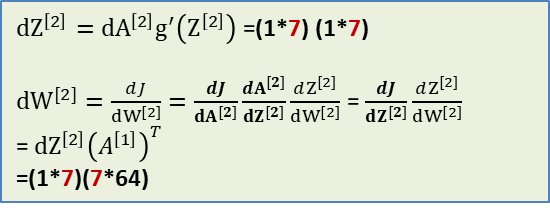 dZ[2] = dA[2]g′(Z[2]) =(1*7) (1*7)
dW[2] = dJ/dW[2] = dJ/dA[2] dA[2]/dZ[2] dZ[2]/dW[2] = dJ/dZ[2] dZ[2]/dW[2]
= dZ[2](A[1])T
=(1*7)(7*64)